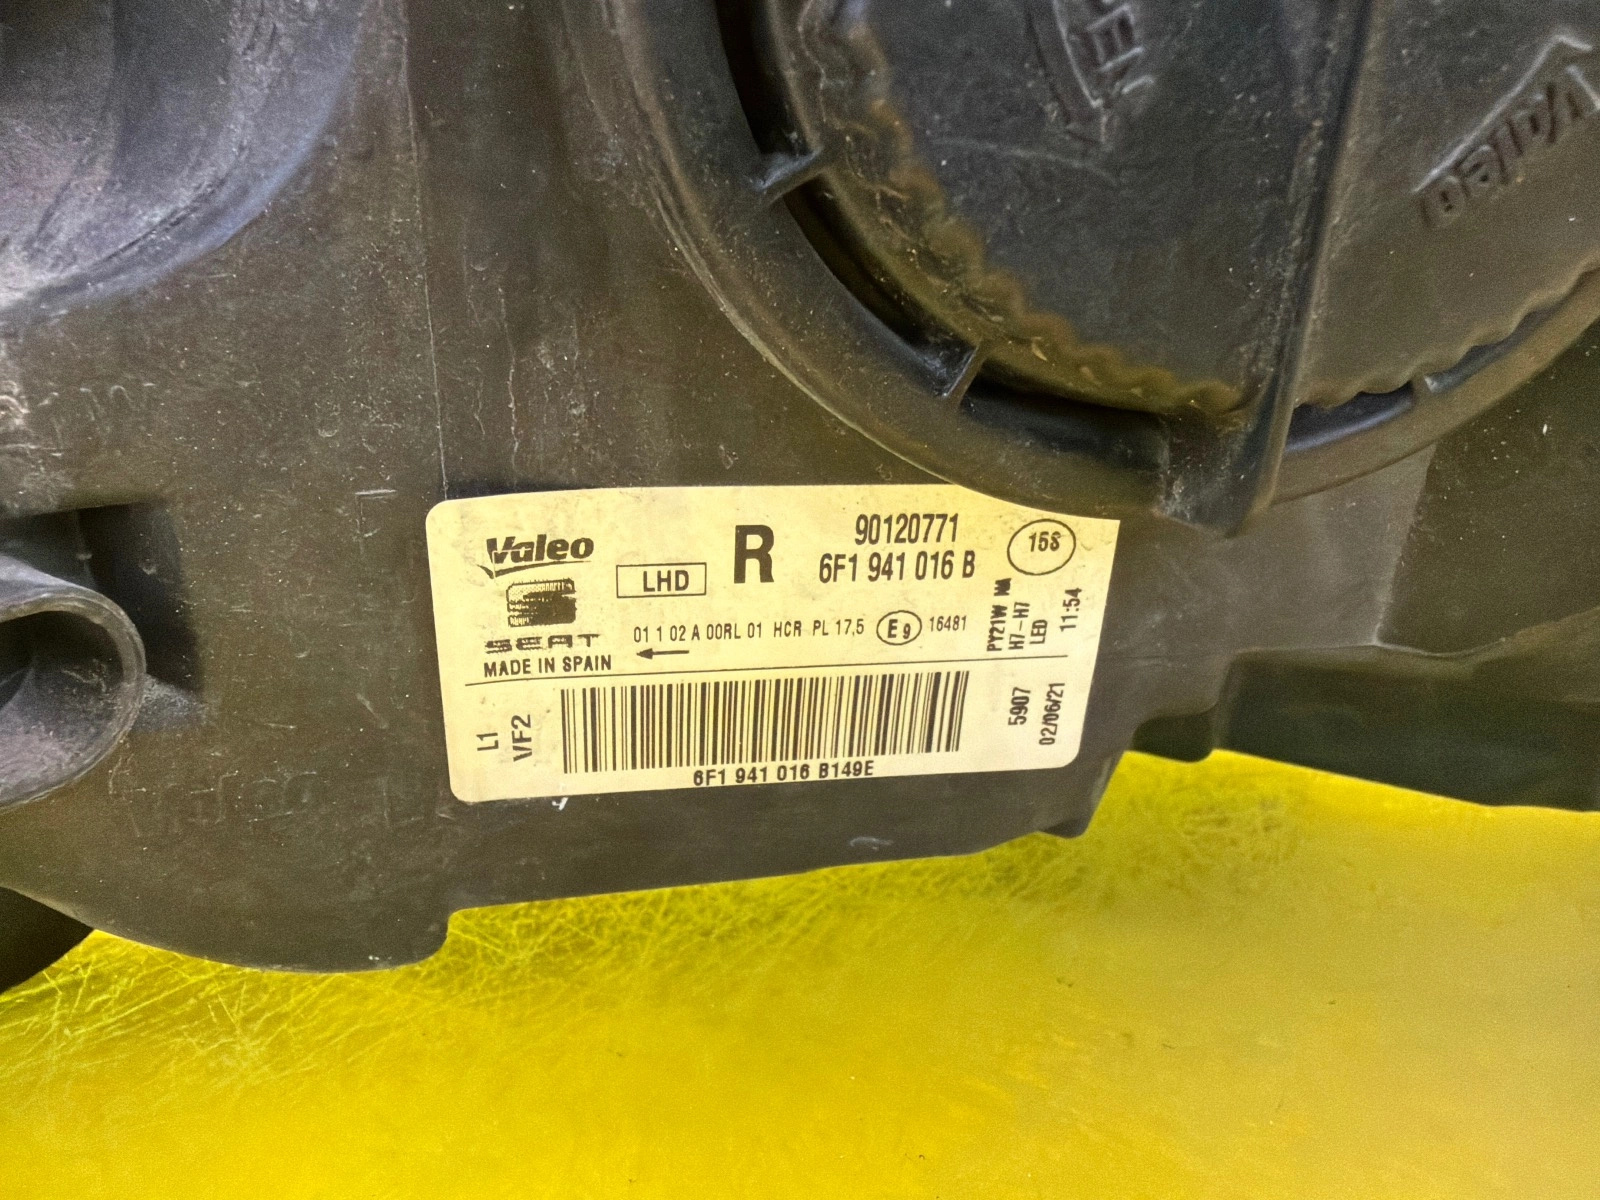 Valeo
Valeo
SEAT
MADE IN SPAIN
LHD
R
90120771
6F1 941 016 B
15S
01 1 02 A 00RL 01 HCR PL 17,5 E9 16481
PY21W NA
H7-H7
LED
11:54
L1
VF2
6F1 941 016 B149E
5907
02/06/21